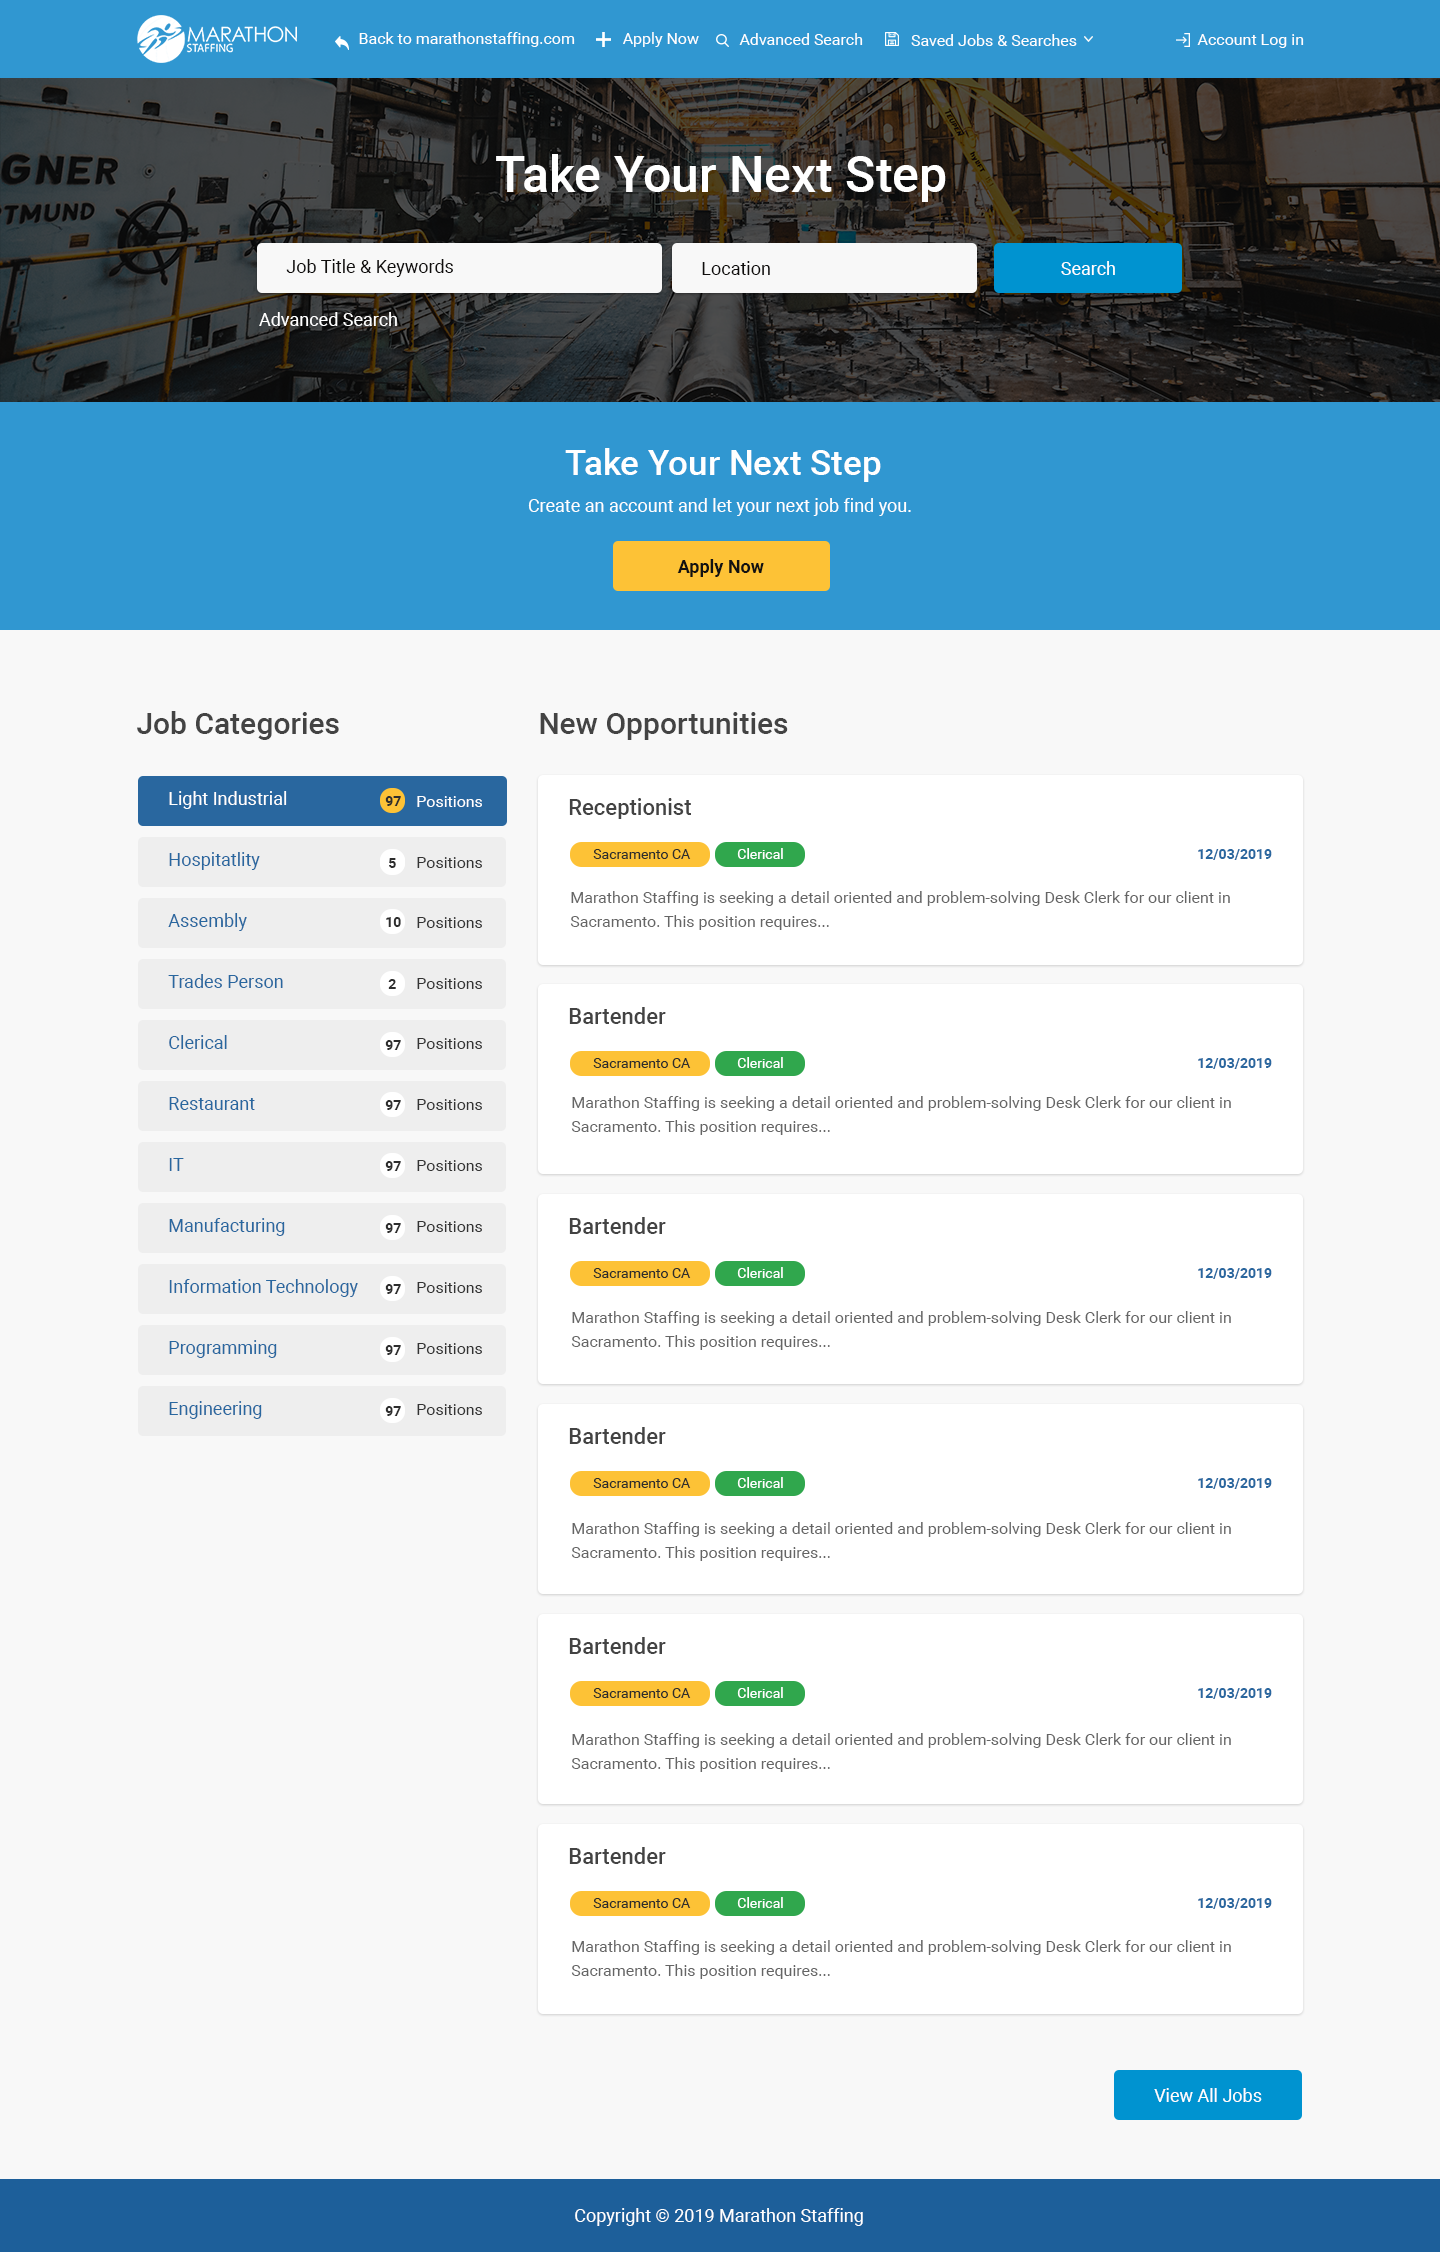 MARATHON
STAFFING
Back to marathonstaffing.com
Apply Now
Advanced Search
Saved Jobs & Searches
Account Log in
GNER
RTMUND
Take Your Next Step
Job Title & Keywords
Location
Search
Advanced Search
Take Your Next Step
Create an account and let your next job find you.
Apply Now
Job Categories
Light Industrial 97 Positions
Hospitatlity 5 Positions
Assembly 10 Positions
Trades Person 2 Positions
Clerical 97 Positions
Restaurant 97 Positions
IT 97 Positions
Manufacturing 97 Positions
Information Technology 97 Positions
Programming 97 Positions
Engineering 97 Positions
New Opportunities
Receptionist
Sacramento CA Clerical 12/03/2019
Marathon Staffing is seeking a detail oriented and problem-solving Desk Clerk for our client in
Sacramento. This position requires...
Bartender
Sacramento CA Clerical 12/03/2019
Marathon Staffing is seeking a detail oriented and problem-solving Desk Clerk for our client in
Sacramento. This position requires...
Bartender
Sacramento CA Clerical 12/03/2019
Marathon Staffing is seeking a detail oriented and problem-solving Desk Clerk for our client in
Sacramento. This position requires...
Bartender
Sacramento CA Clerical 12/03/2019
Marathon Staffing is seeking a detail oriented and problem-solving Desk Clerk for our client in
Sacramento. This position requires...
Bartender
Sacramento CA Clerical 12/03/2019
Marathon Staffing is seeking a detail oriented and problem-solving Desk Clerk for our client in
Sacramento. This position requires...
Bartender
Sacramento CA Clerical 12/03/2019
Marathon Staffing is seeking a detail oriented and problem-solving Desk Clerk for our client in
Sacramento. This position requires...
View All Jobs
Copyright © 2019 Marathon Staffing